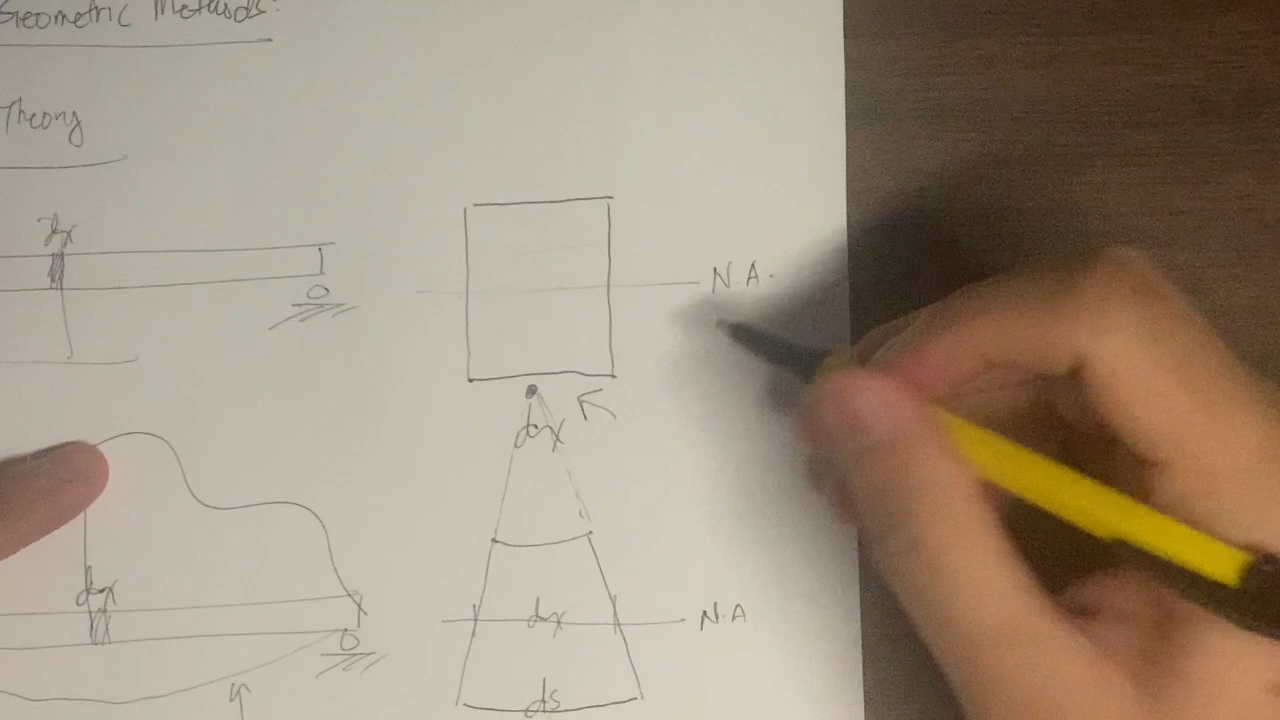 Geometric Methods:
Theory
dx
N.A.
dx
dx
dx
N.A
ds